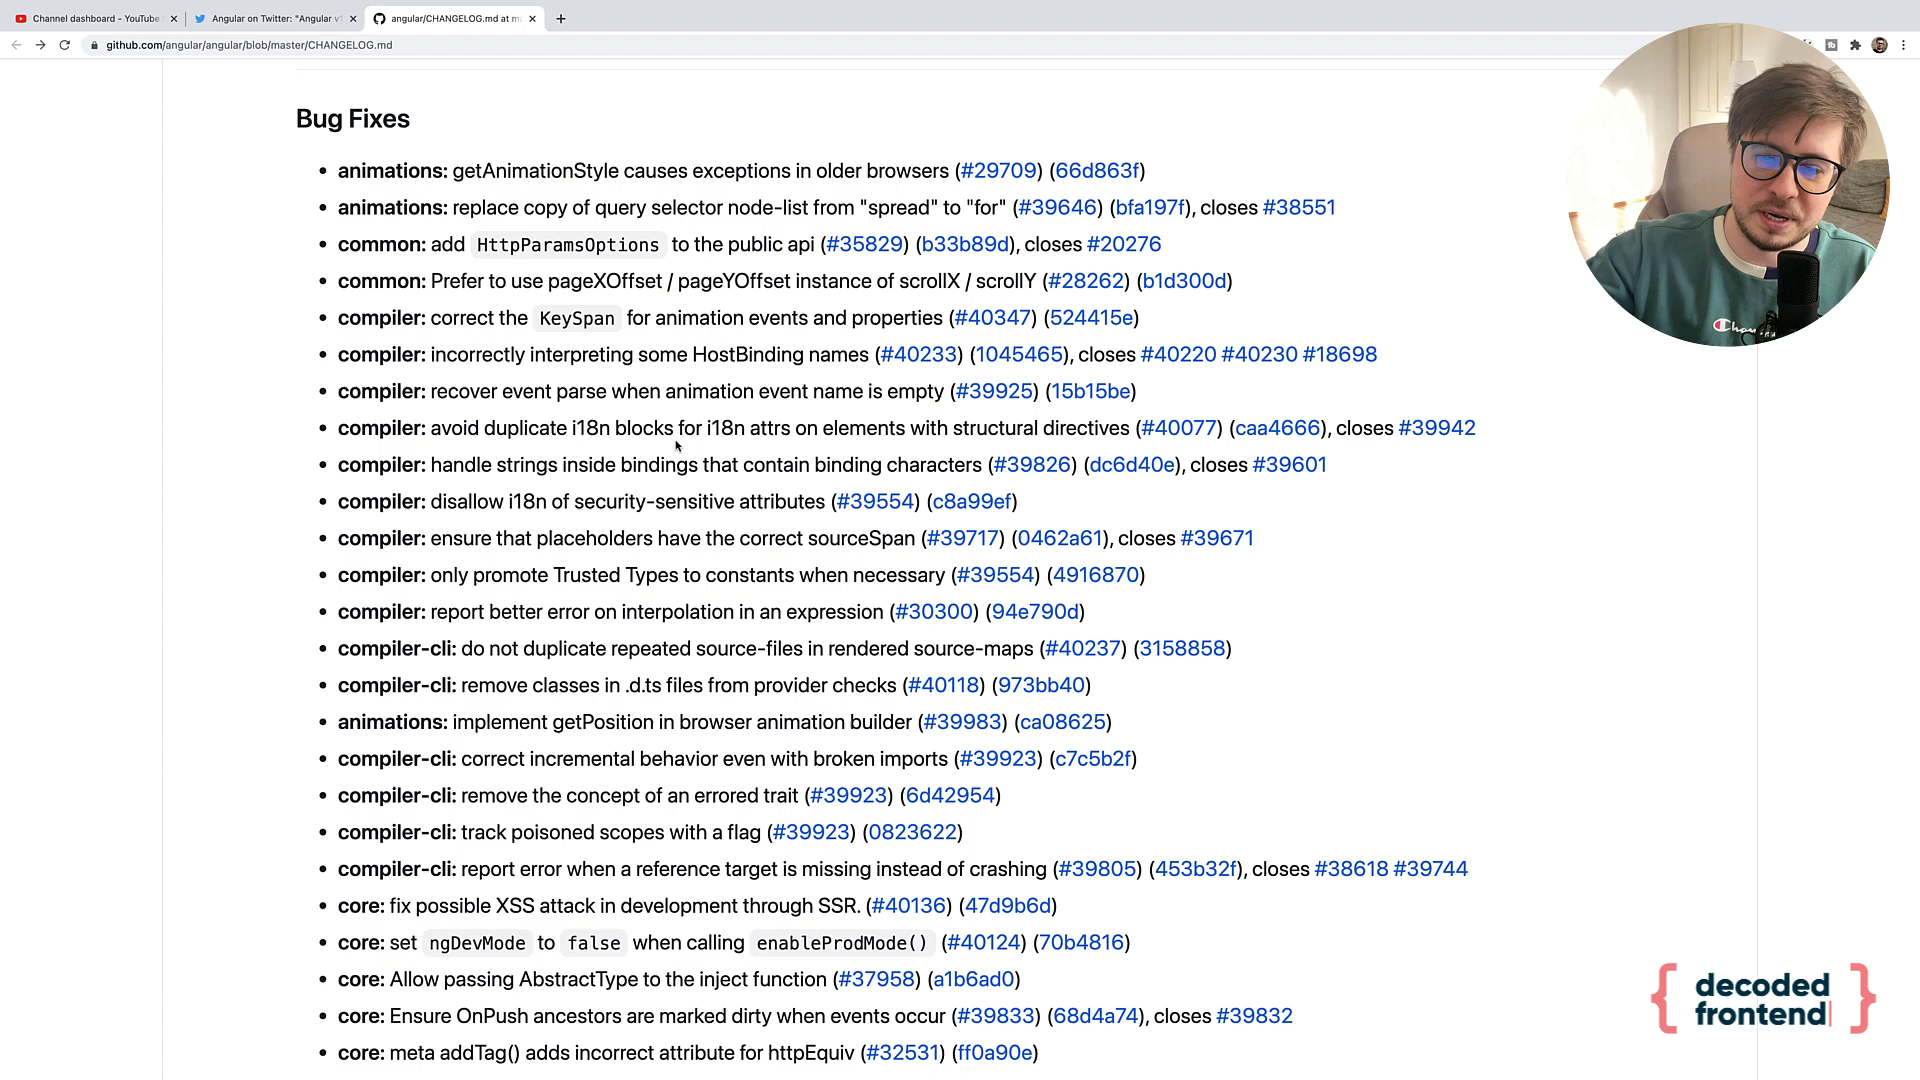 Channel dashboard - YouTube
Angular on Twitter: "Angular v1
angular/CHANGELOG.md at m
github.com/angular/angular/blob/master/CHANGELOG.md
Bug Fixes
• animations: getAnimationStyle causes exceptions in older browsers (#29709) (66d863f)
• animations: replace copy of query selector node-list from "spread" to "for" (#39646) (bfa197f), closes #38551
• common: add HttpParamsOptions to the public api (#35829) (b33b89d), closes #20276
• common: Prefer to use pageXOffset / pageYOffset instance of scrollX / scrollY (#28262) (b1d300d)
• compiler: correct the KeySpan for animation events and properties (#40347) (524415e)
• compiler: incorrectly interpreting some HostBinding names (#40233) (1045465), closes #40220 #40230 #18698
• compiler: recover event parse when animation event name is empty (#39925) (15b15be)
• compiler: avoid duplicate i18n blocks for i18n attrs on elements with structural directives (#40077) (caa4666), closes #39942
• compiler: handle strings inside bindings that contain binding characters (#39826) (dc6d40e), closes #39601
• compiler: disallow i18n of security-sensitive attributes (#39554) (c8a99ef)
• compiler: ensure that placeholders have the correct sourceSpan (#39717) (0462a61), closes #39671
• compiler: only promote Trusted Types to constants when necessary (#39554) (4916870)
• compiler: report better error on interpolation in an expression (#30300) (94e790d)
• compiler-cli: do not duplicate repeated source-files in rendered source-maps (#40237) (3158858)
• compiler-cli: remove classes in .d.ts files from provider checks (#40118) (973bb40)
• animations: implement getPosition in browser animation builder (#39983) (ca08625)
• compiler-cli: correct incremental behavior even with broken imports (#39923) (c7c5b2f)
• compiler-cli: remove the concept of an errored trait (#39923) (6d42954)
• compiler-cli: track poisoned scopes with a flag (#39923) (0823622)
• compiler-cli: report error when a reference target is missing instead of crashing (#39805) (453b32f), closes #38618 #39744
• core: fix possible XSS attack in development through SSR. (#40136) (47d9b6d)
• core: set ngDevMode to false when calling enableProdMode() (#40124) (70b4816)
• core: Allow passing AbstractType to the inject function (#37958) (a1b6ad0)
• core: Ensure OnPush ancestors are marked dirty when events occur (#39833) (68d4a74), closes #39832
• core: meta addTag() adds incorrect attribute for httpEquiv (#32531) (ff0a90e)
{ decoded }
frontend